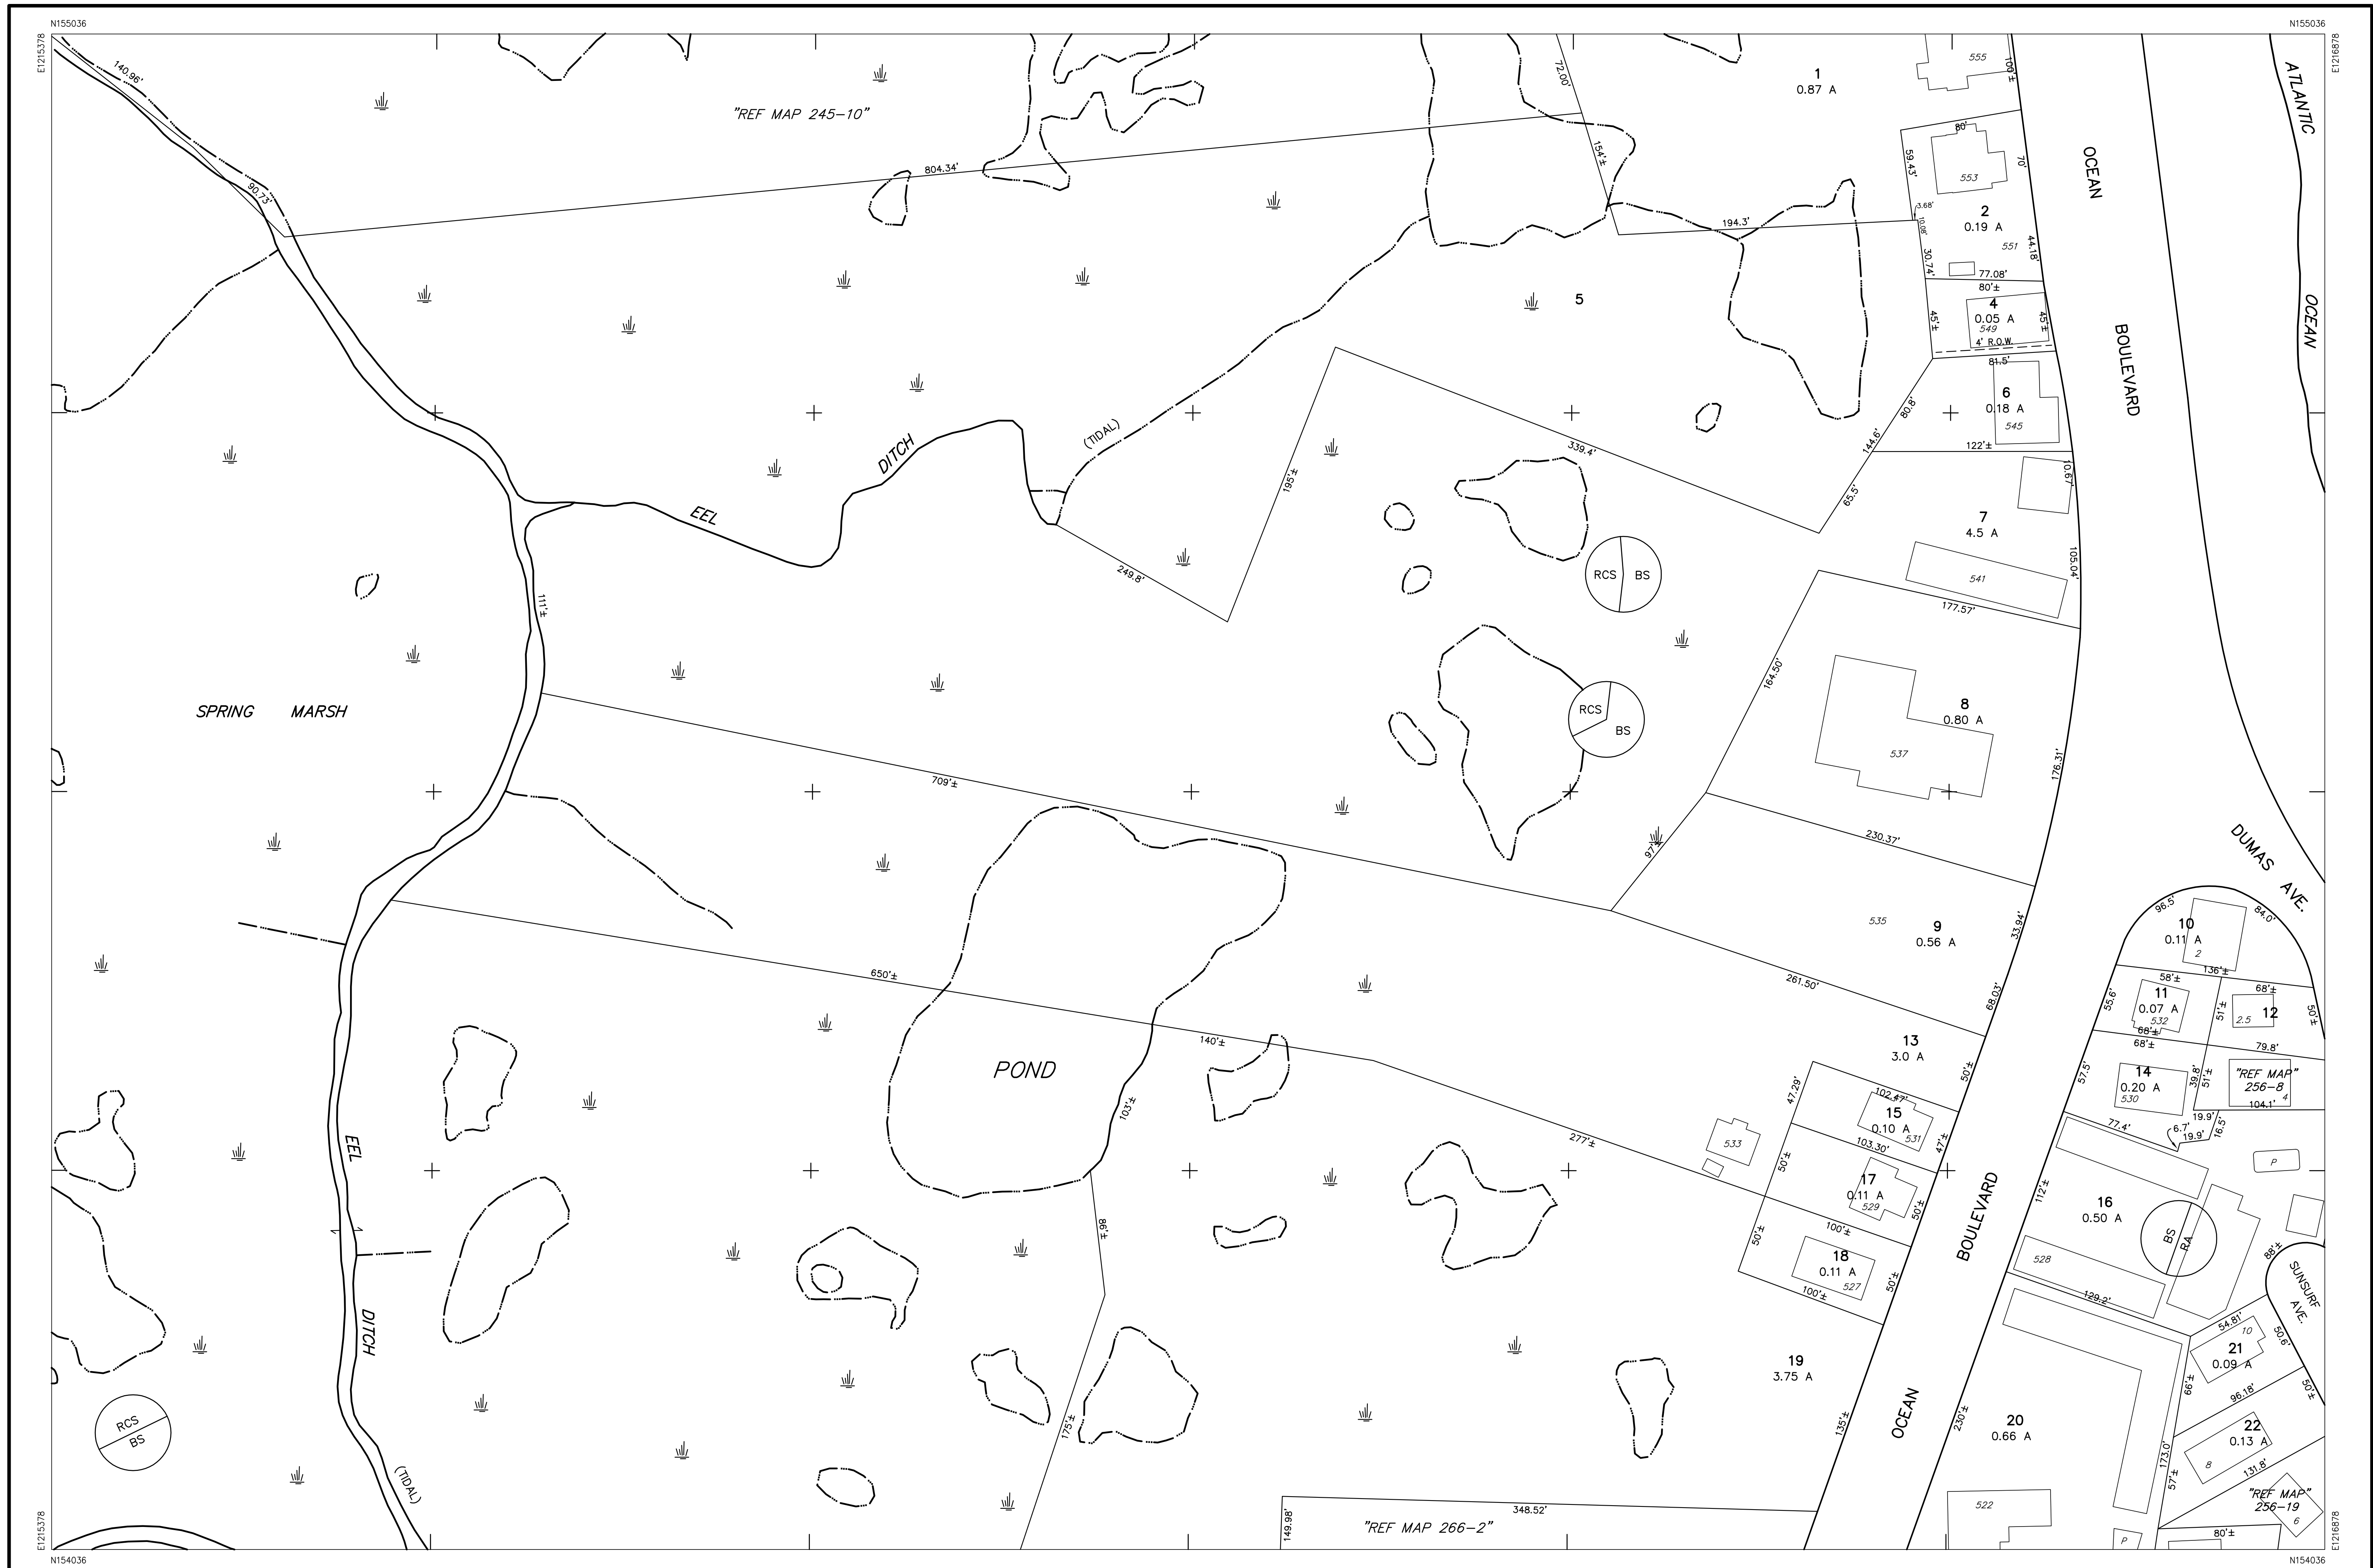 N155036
N155036
E1215378
E1216878
140.96'
90.73'
"REF MAP 245-10"
804.34'
72.00'
154'±
1
0.87 A
555
100'±
ATLANTIC
OCEAN
80'
59.43'
70'
553
3.68'
10.08'
2
0.19 A
551
194.3'
30.74'
44.18'
77.08'
80'±
4
0.05 A
549
45'±
45'±
4' R.O.W.
81.5'
OCEAN
BOULEVARD
5
6
0.18 A
545
80.8'
144.6'
65.5'
122'±
10.67'
(TIDAL)
339.4'
195'±
EEL
DITCH
249.8'
111'±
RCS
BS
7
4.5 A
541
105.04'
177.57'
164.50'
RCS
BS
8
0.80 A
537
176.31'
SPRING MARSH
709'±
97'±
230.37'
DUMAS AVE.
535
9
0.56 A
33.94'
261.50'
68.03'
96.5'
84.0'
10
0.11 A
2
136'±
58'±
68'±
55.6'
11
0.07 A
532
68'±
51'±
2.5
12
50'±
68'±
79.8'
650'±
140'±
POND
103'±
13
3.0 A
50'±
47.29'
102.47'
15
0.10 A
531
47'±
103.30'
57.5'
14
0.20 A
530
39.8'
51'±
"REF MAP"
256-8
4
104.1'
19.9'
16.5'
6.7'
19.9'
77.4'
277'±
533
50'±
17
0.11 A
529
50'±
100'±
50'±
18
0.11 A
527
50'±
100'±
BOULEVARD
OCEAN
112'±
16
0.50 A
BS
RA
528
P
88'±
SUNSURF
AVE.
129.2'
54.81'
50.6'
10
21
0.09 A
66'±
96.18'
50'±
EEL
DITCH
(TIDAL)
86'±
175'±
19
3.75 A
135'±
230'±
20
0.66 A
173.0'
57'±
22
0.13 A
8
131.8'
"REF MAP"
256-19
6
80'±
522
P
RCS
BS
149.98'
348.52'
"REF MAP 266-2"
E1215378
E1216878
N154036
N154036